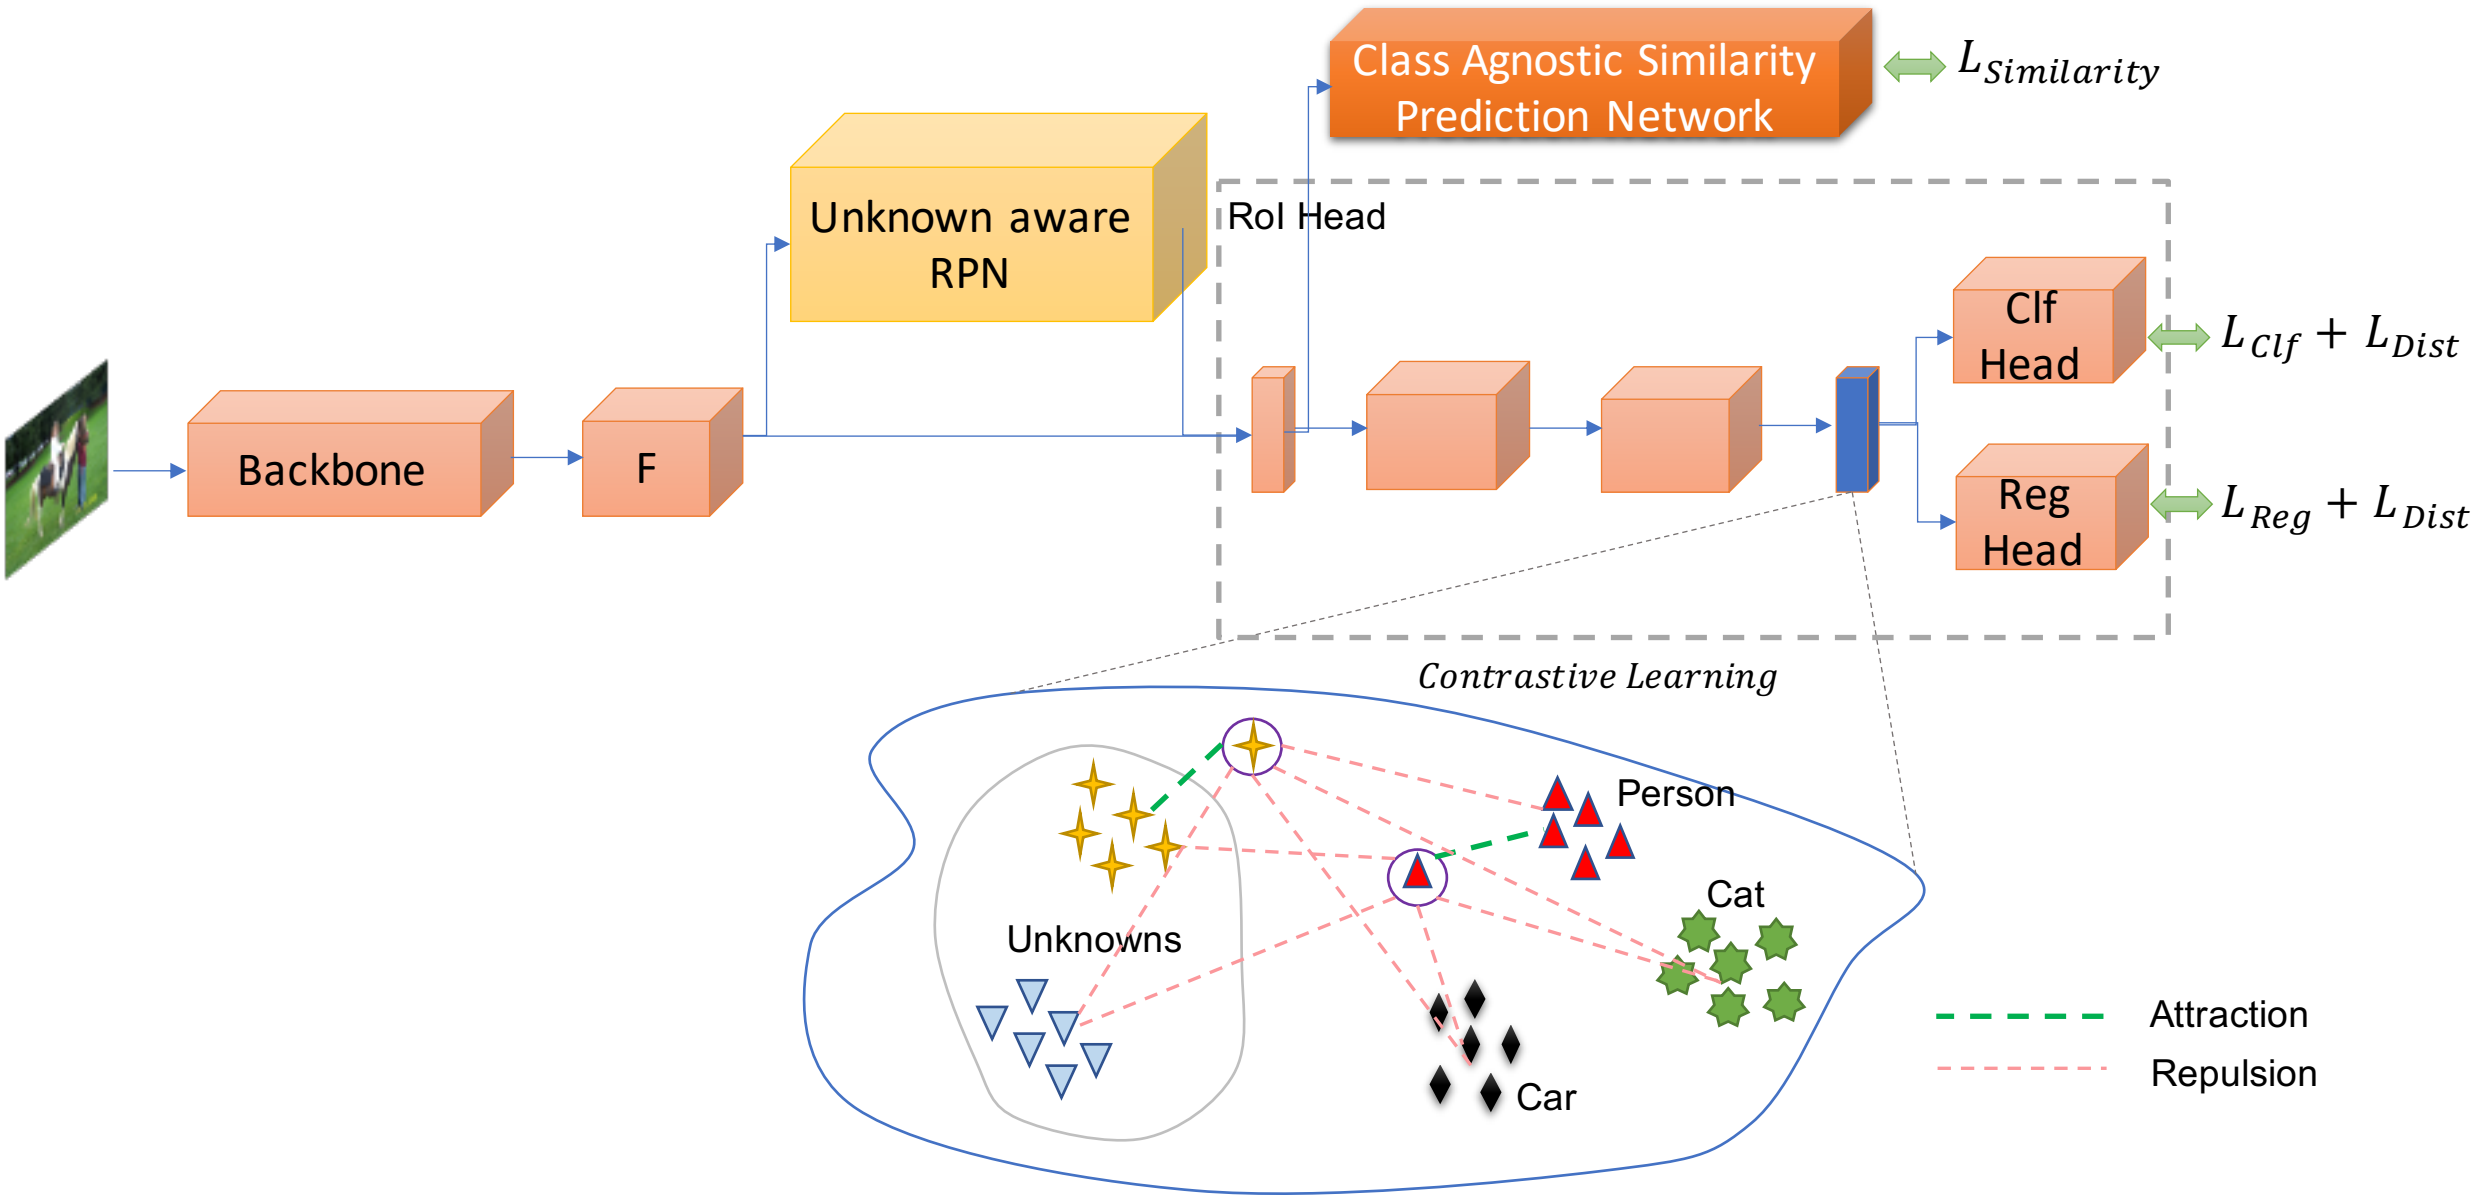 Class Agnostic Similarity
Prediction Network
L_Similarity
Unknown aware
RPN
RoI Head
Backbone
F
Clf
Head
L_Clf + L_Dist
Reg
Head
L_Reg + L_Dist
Contrastive Learning
Person
Cat
Unknowns
Car
Attraction
Repulsion